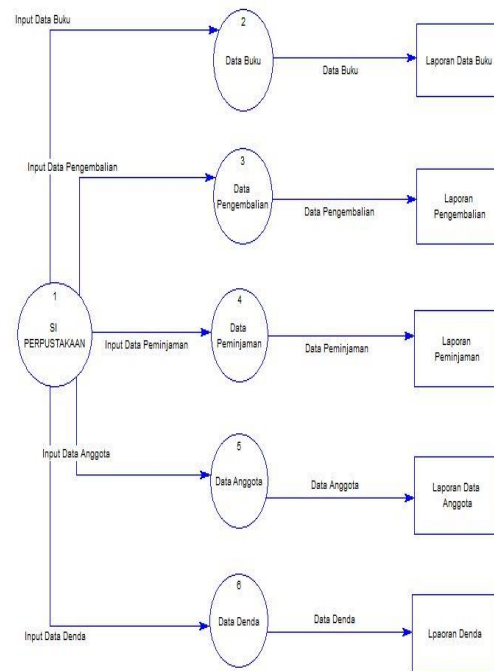 Input Data Buku
2
Data Buku
Data Buku
Laporan Data Buku
Input Data Pengembalian
3
Data
Pengembalian
Data Pengembalian
Laporan
Pengembalian
1
SI
PERPUSTAKAAN
Input Data Peminjaman
4
Data
Peminjaman
Data Peminjaman
Laporan
Peminjaman
Input Data Anggota
5
Data Anggota
Data Anggota
Laporan Data
Anggota
Input Data Denda
6
Data Denda
Data Denda
Lpaoran Denda